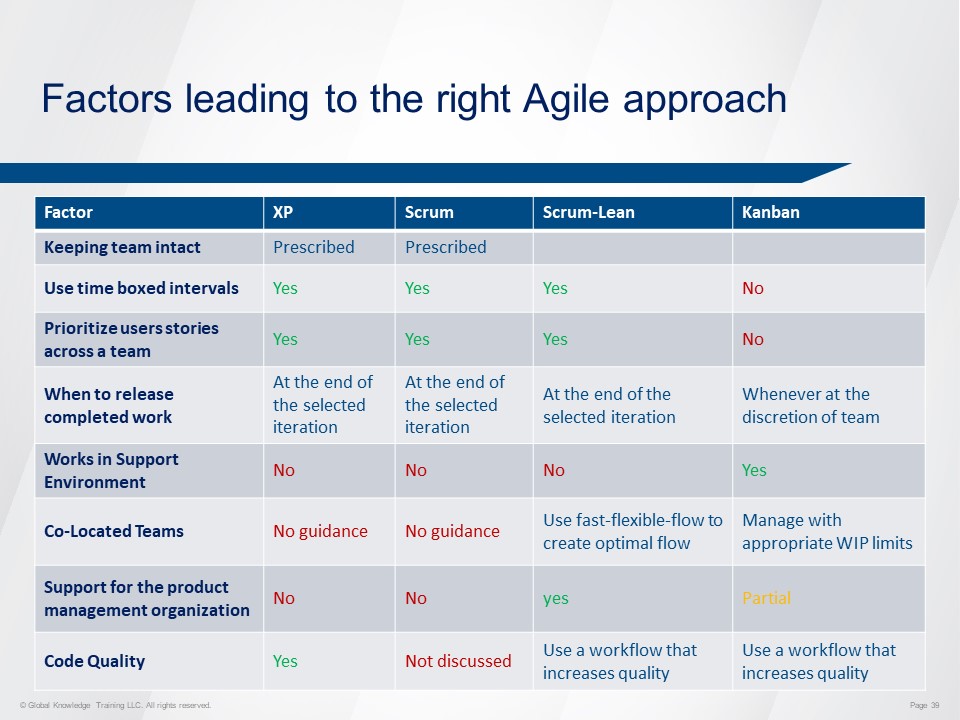 Factors leading to the right Agile approach
Factor XP Scrum Scrum-Lean Kanban
Keeping team intact Prescribed Prescribed
Use time boxed intervals Yes Yes Yes No
Prioritize users stories
across a team
Yes Yes Yes No
When to release
completed work
At the end of
the selected
iteration
At the end of
the selected
iteration
At the end of the
selected iteration
Whenever at the
discretion of team
Works in Support
Environment
No No No Yes
Co-Located Teams No guidance No guidance
Use fast-flexible-flow to
create optimal flow
Manage with
appropriate WIP limits
Support for the product
management organization
No No yes Partial
Code Quality Yes Not discussed
Use a workflow that
increases quality
Use a workflow that
increases quality
© Global Knowledge Training LLC. All rights reserved. Page 39